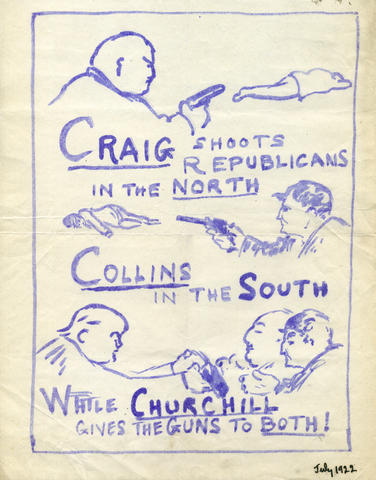 CRAIG SHOOTS
REPUBLICANS
IN THE NORTH
COLLINS
IN THE SOUTH
WHILE CHURCHILL
GIVES THE GUNS TO BOTH!
July 1922